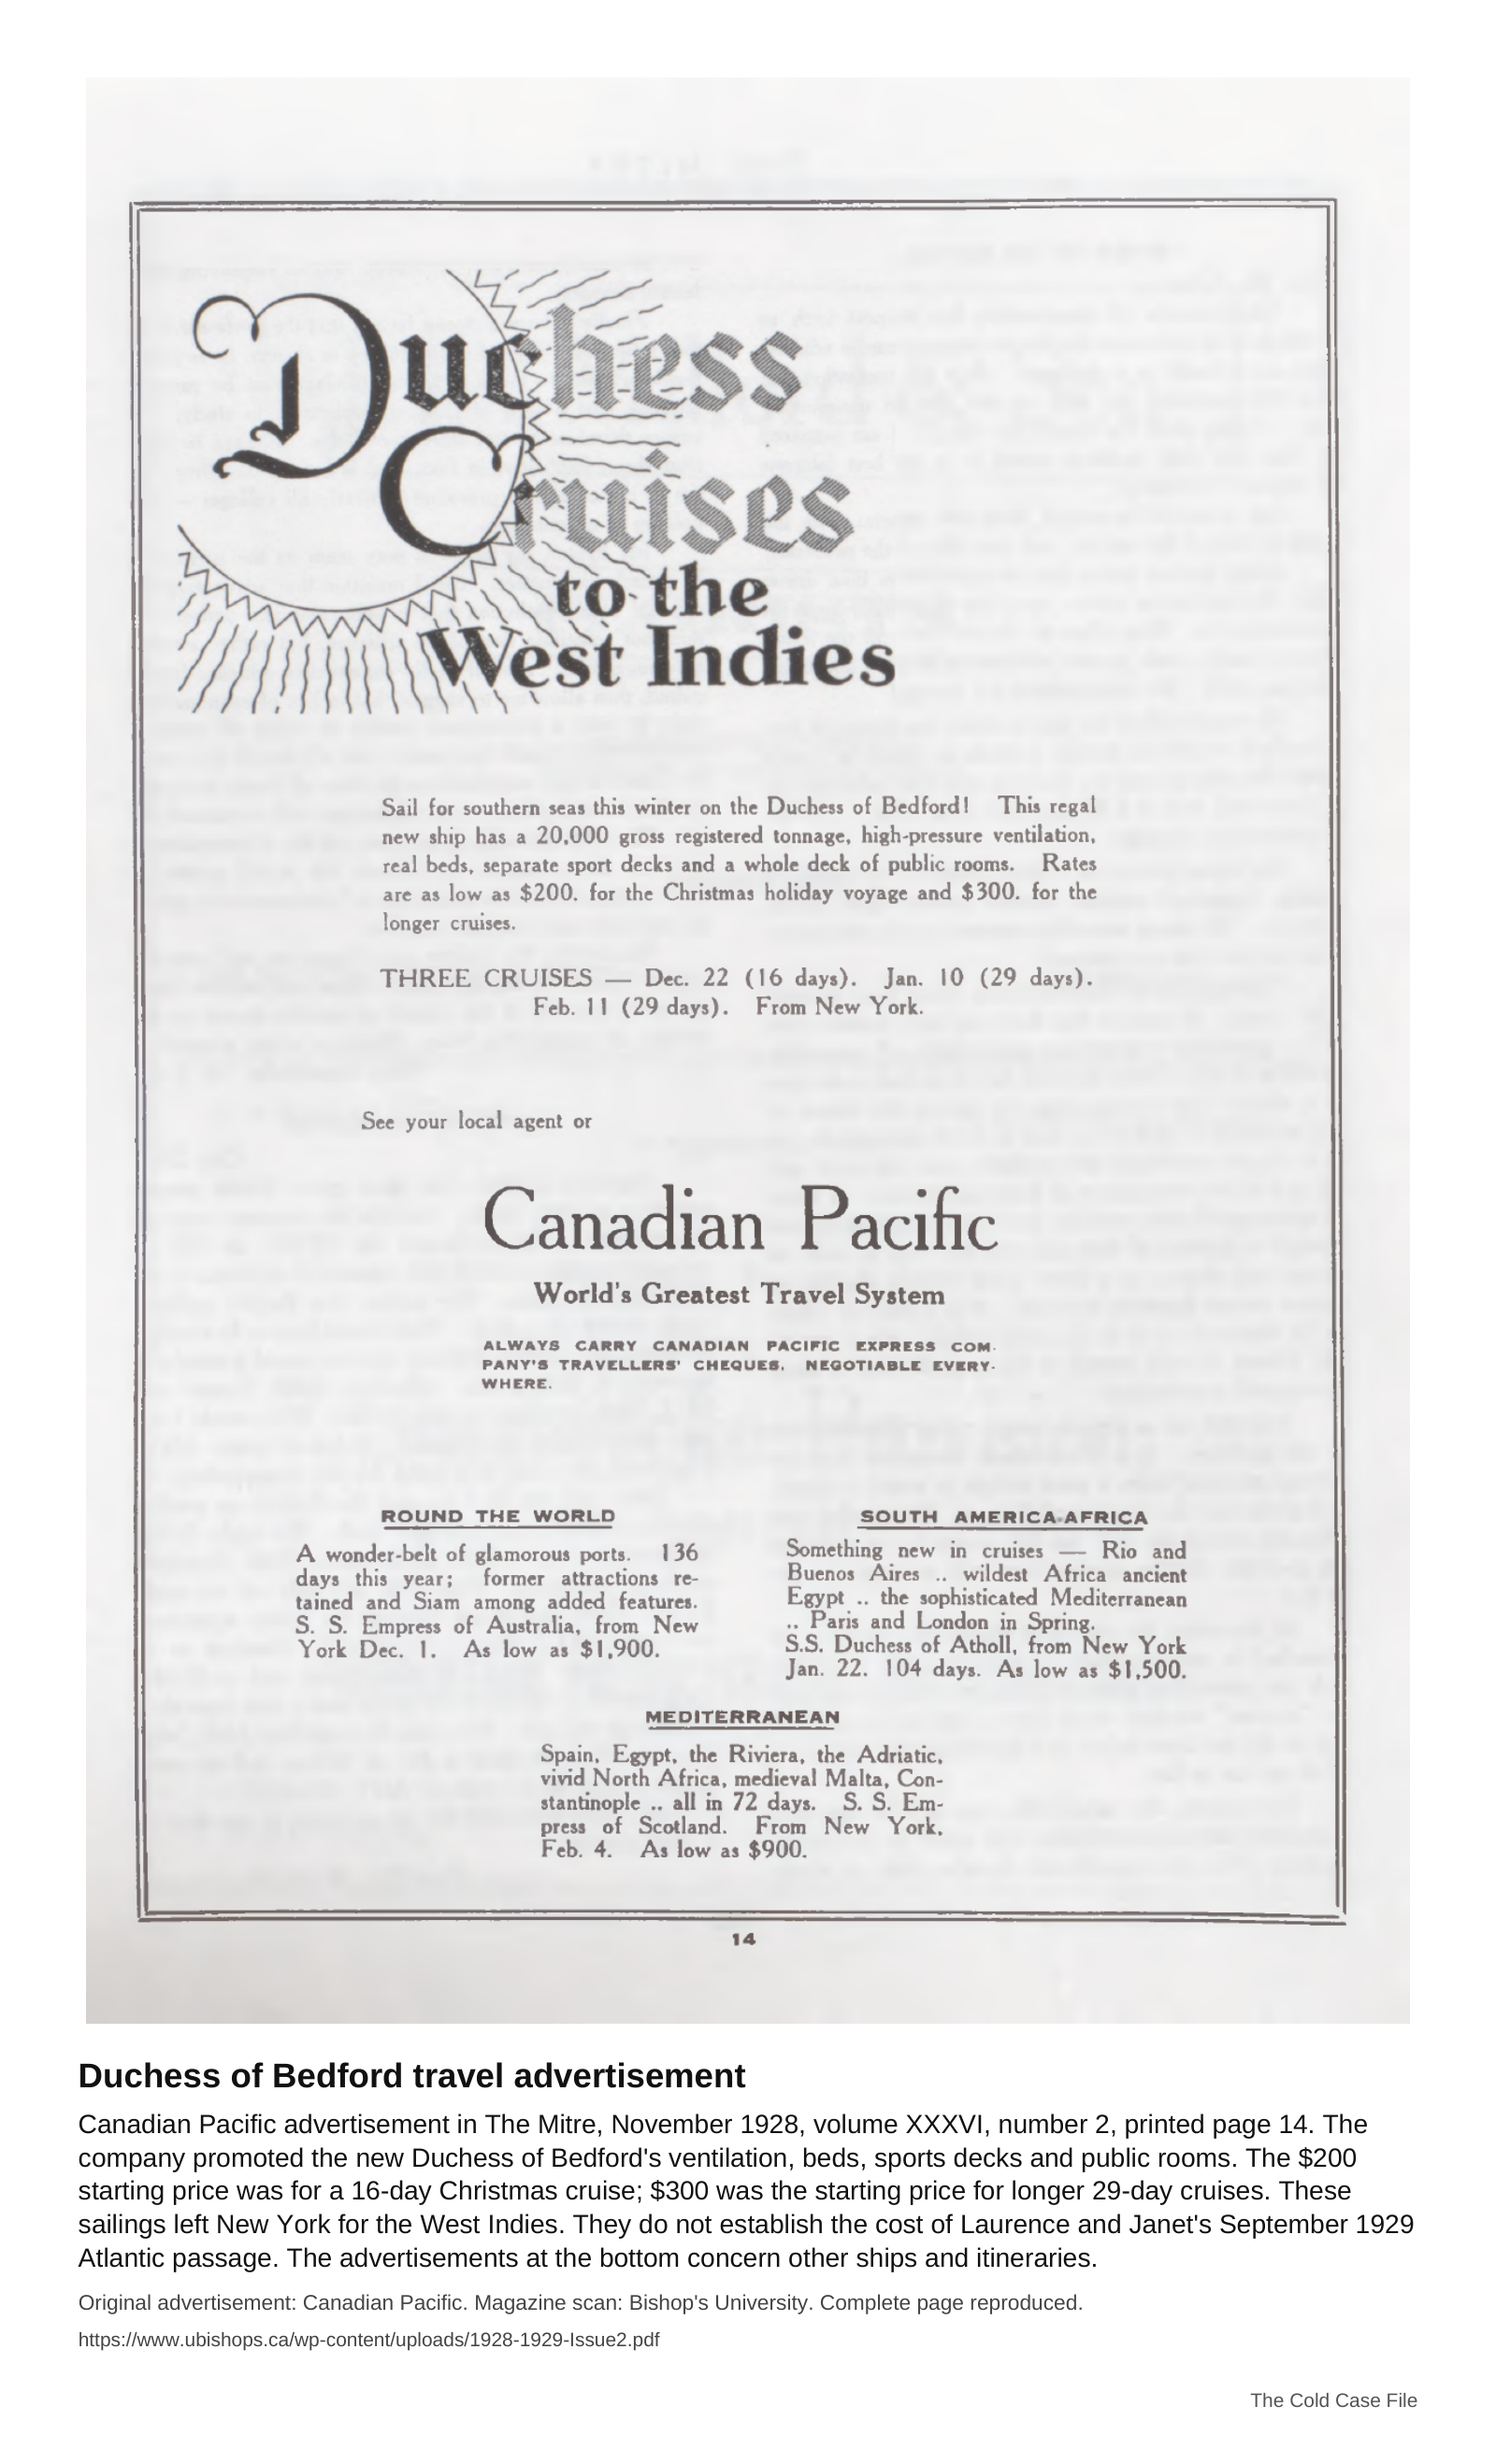 Duchess
Cruises
to the
West Indies
Sail for southern seas this winter on the Duchess of Bedford! This regal
new ship has a 20,000 gross registered tonnage, high-pressure ventilation,
real beds, separate sport decks and a whole deck of public rooms. Rates
are as low as $200. for the Christmas holiday voyage and $300. for the
longer cruises.
THREE CRUISES — Dec. 22 (16 days). Jan. 10 (29 days).
Feb. 11 (29 days). From New York.
See your local agent or
Canadian Pacific
World's Greatest Travel System
ALWAYS CARRY CANADIAN PACIFIC EXPRESS COM-
PANY'S TRAVELLERS' CHEQUES. NEGOTIABLE EVERY-
WHERE.
ROUND THE WORLD
A wonder-belt of glamorous ports. 136
days this year; former attractions re-
tained and Siam among added features.
S. S. Empress of Australia, from New
York Dec. 1. As low as $1,900.
SOUTH AMERICA-AFRICA
Something new in cruises — Rio and
Buenos Aires .. wildest Africa ancient
Egypt .. the sophisticated Mediterranean
.. Paris and London in Spring.
S.S. Duchess of Atholl, from New York
Jan. 22. 104 days. As low as $1,500.
MEDITERRANEAN
Spain, Egypt, the Riviera, the Adriatic,
vivid North Africa, medieval Malta, Con-
stantinople .. all in 72 days. S. S. Em-
press of Scotland. From New York,
Feb. 4. As low as $900.
14
Duchess of Bedford travel advertisement
Canadian Pacific advertisement in The Mitre, November 1928, volume XXXVI, number 2, printed page 14. The
company promoted the new Duchess of Bedford's ventilation, beds, sports decks and public rooms. The $200
starting price was for a 16-day Christmas cruise; $300 was the starting price for longer 29-day cruises. These
sailings left New York for the West Indies. They do not establish the cost of Laurence and Janet's September 1929
Atlantic passage. The advertisements at the bottom concern other ships and itineraries.
Original advertisement: Canadian Pacific. Magazine scan: Bishop's University. Complete page reproduced.
https://www.ubishops.ca/wp-content/uploads/1928-1929-Issue2.pdf
The Cold Case File